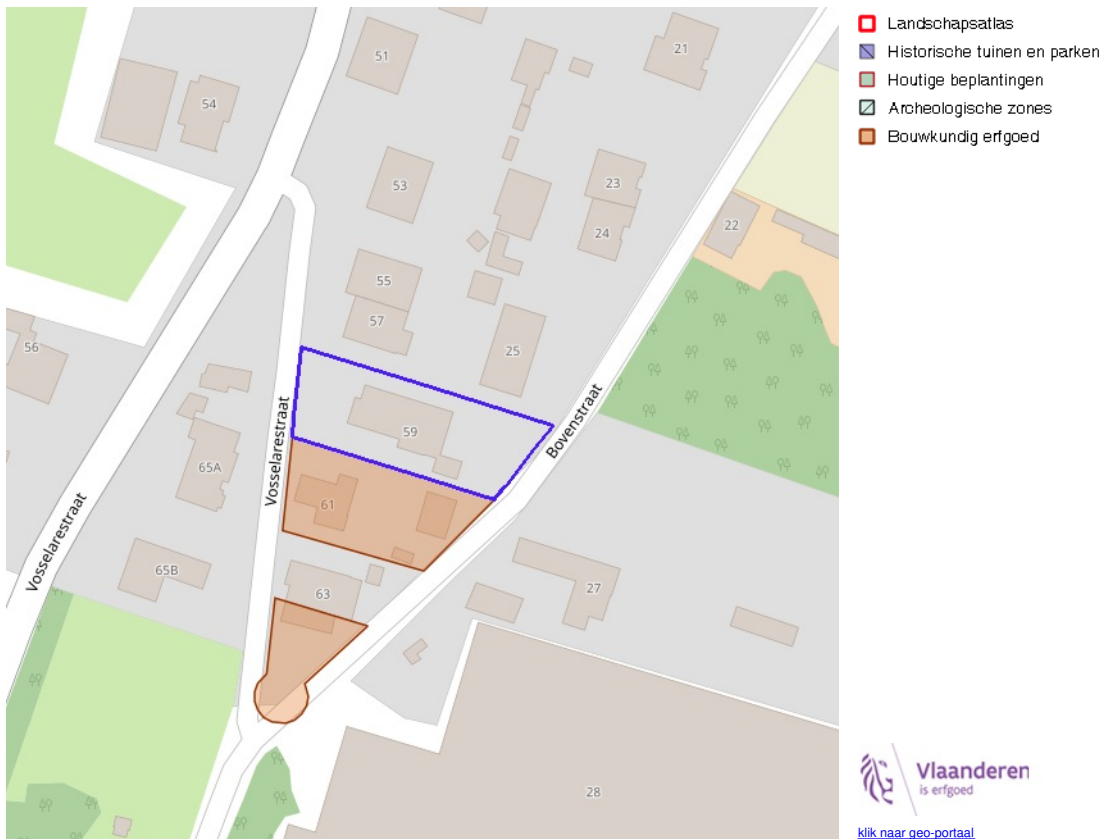 51
21
54
53
23
24
22
55
57
25
56
Bovenstraat
59
Vosselarestraat
65A
61
Vosselarestraat
65B
63
27
28
Landschapsatlas
Historische tuinen en parken
Houtige beplantingen
Archeologische zones
Bouwkundig erfgoed
Vlaanderen
is erfgoed
klik naar geo-portaal